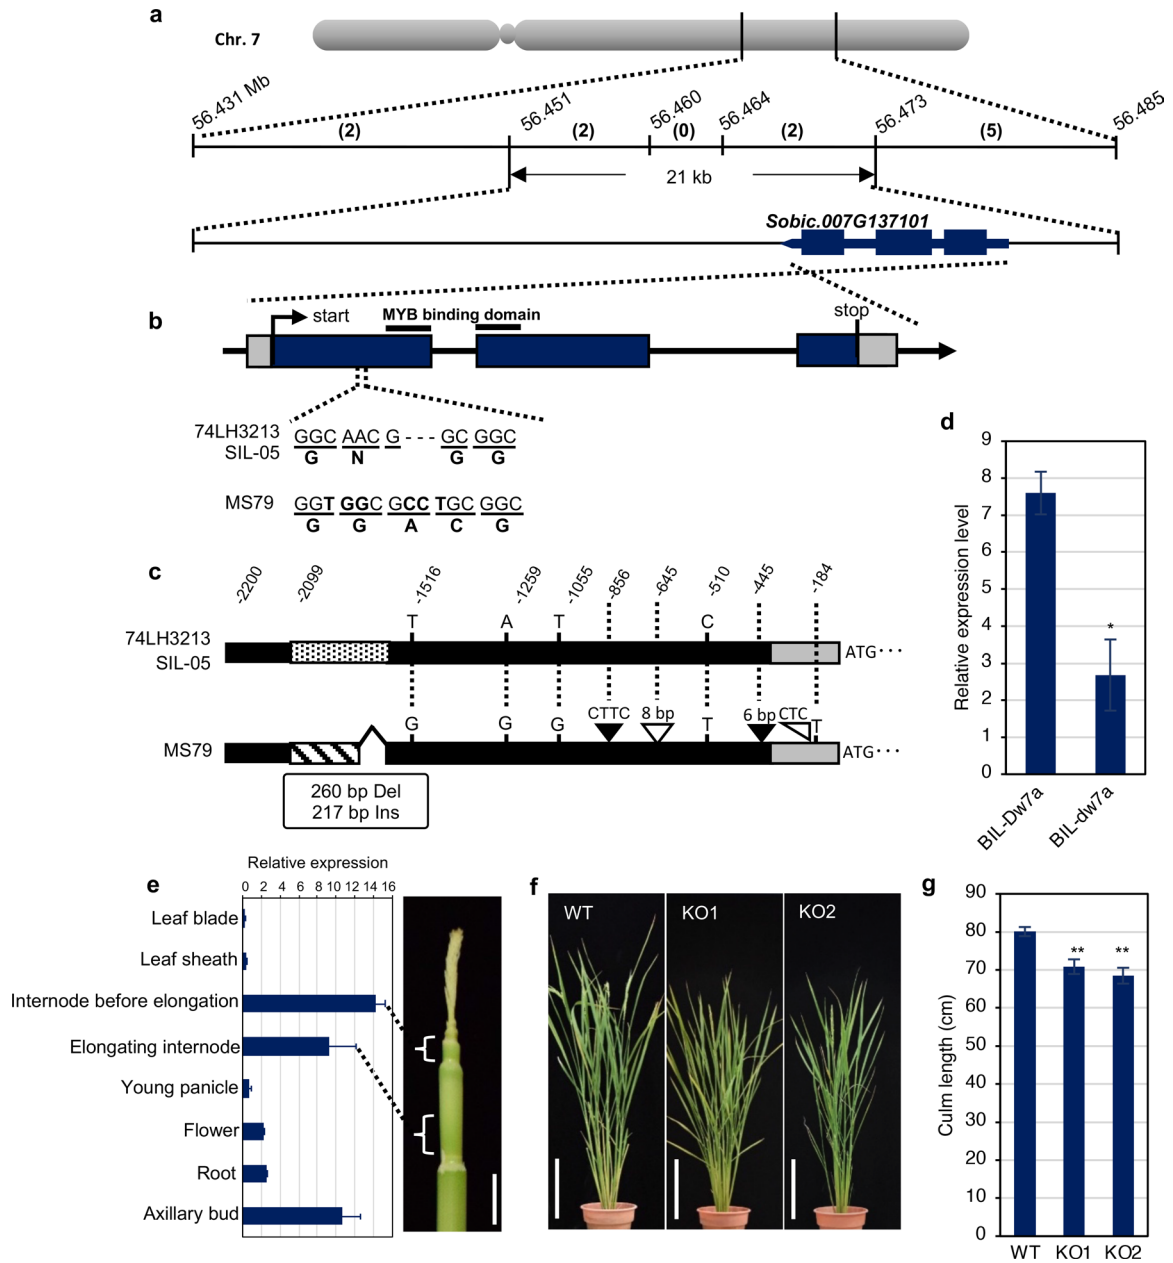 a
Chr. 7
56.431 Mb
56.451
56.460
56.464
56.473
56.485
(2)
(2)
(0)
(2)
(5)
21 kb
Sobic.007G137101
b
start
MYB binding domain
stop
74LH3213
SIL-05
GGC AAC G - - - GC GGC
G N G G
MS79
GGT GGC GCC TGC GGC
G G A C G
c
-2200
-2099
-1516
-1259
-1055
-856
-645
-510
-445
-184
T A T C
74LH3213
SIL-05
ATG···
G G G CTTC 8 bp T 6 bp CTC T
MS79
ATG···
260 bp Del
217 bp Ins
d
Relative expression level
9
8
7
6
5
4
3
2
1
0
*
BIL-Dw7a
BIL-dw7a
e
Relative expression
0 2 4 6 8 10 12 14 16
Leaf blade
Leaf sheath
Internode before elongation
Elongating internode
Young panicle
Flower
Root
Axillary bud
f
WT
KO1
KO2
g
Culm length (cm)
90
80
70
60
50
40
30
20
10
0
**
**
WT KO1 KO2